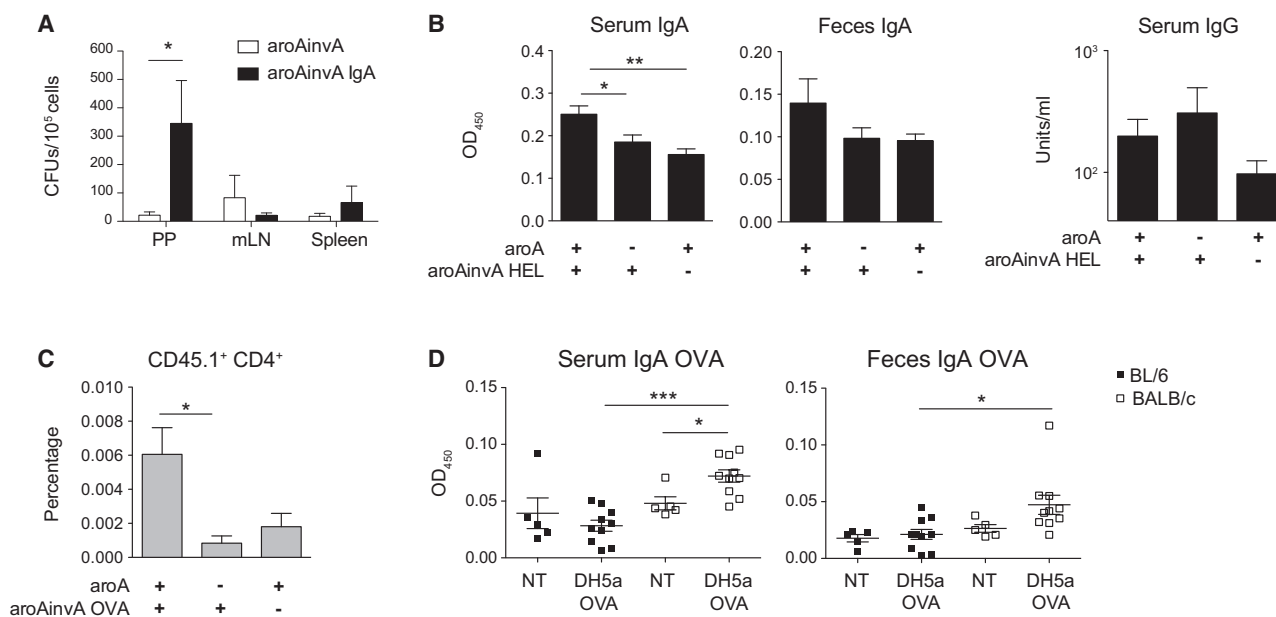 A
CFUs/10⁵ cells
600
500
400
300
200
100
0
*
aroAinvA
aroAinvA IgA
PP mLN Spleen
B
Serum IgA
OD₄₅₀
0.4
0.3
0.2
0.1
0.0
**
*
aroA + - +
aroAinvA HEL + + -
Feces IgA
0.20
0.15
0.10
0.05
0.00
+ - +
+ + -
Serum IgG
Units/ml
10³
10²
aroA + - +
aroAinvA HEL + + -
C
CD45.1⁺ CD4⁺
Percentage
0.010
0.008
0.006
0.004
0.002
0.000
*
aroA + - +
aroAinvA OVA + + -
D
Serum IgA OVA
OD₄₅₀
0.15
0.10
0.05
0.00
***
*
NT DH5a NT DH5a
OVA OVA
Feces IgA OVA
0.15
0.10
0.05
0.00
*
NT DH5a NT DH5a
OVA OVA
BL/6
BALB/c